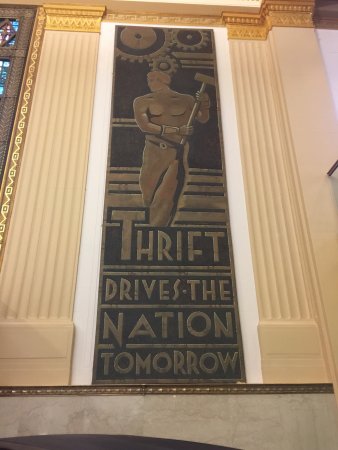 THRIFT
DRIVES·THE
NATION
TOMORROW